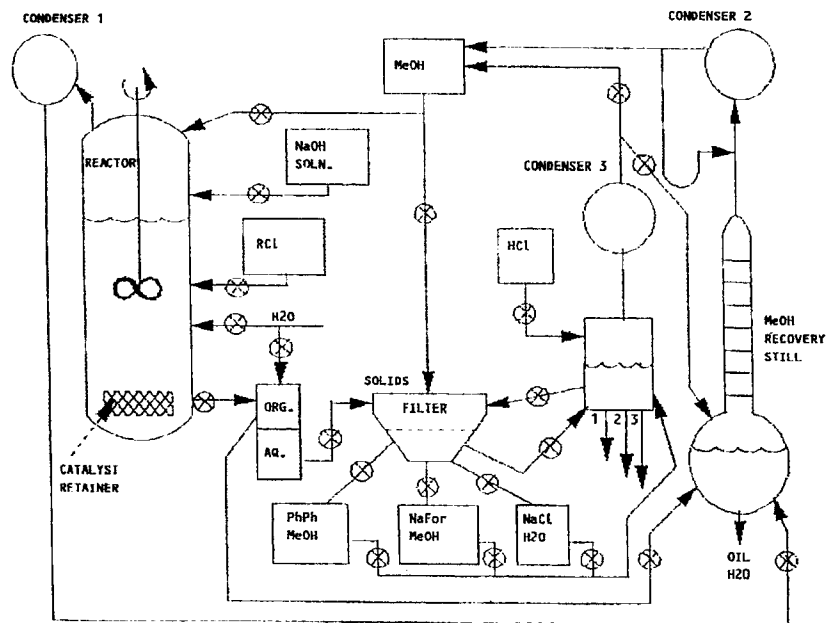 CONDENSER 1
CONDENSER 2
MeOH
REACTOR
NaOH
SOLN.
CONDENSER 3
RCl
HCl
H2O
MeOH
RECOVERY
STILL
SOLIDS
ORG.
FILTER
1 2 3
AQ.
CATALYST
RETAINER
PhPh
MeOH
NaFor
MeOH
NaCl
H2O
OIL
H2O